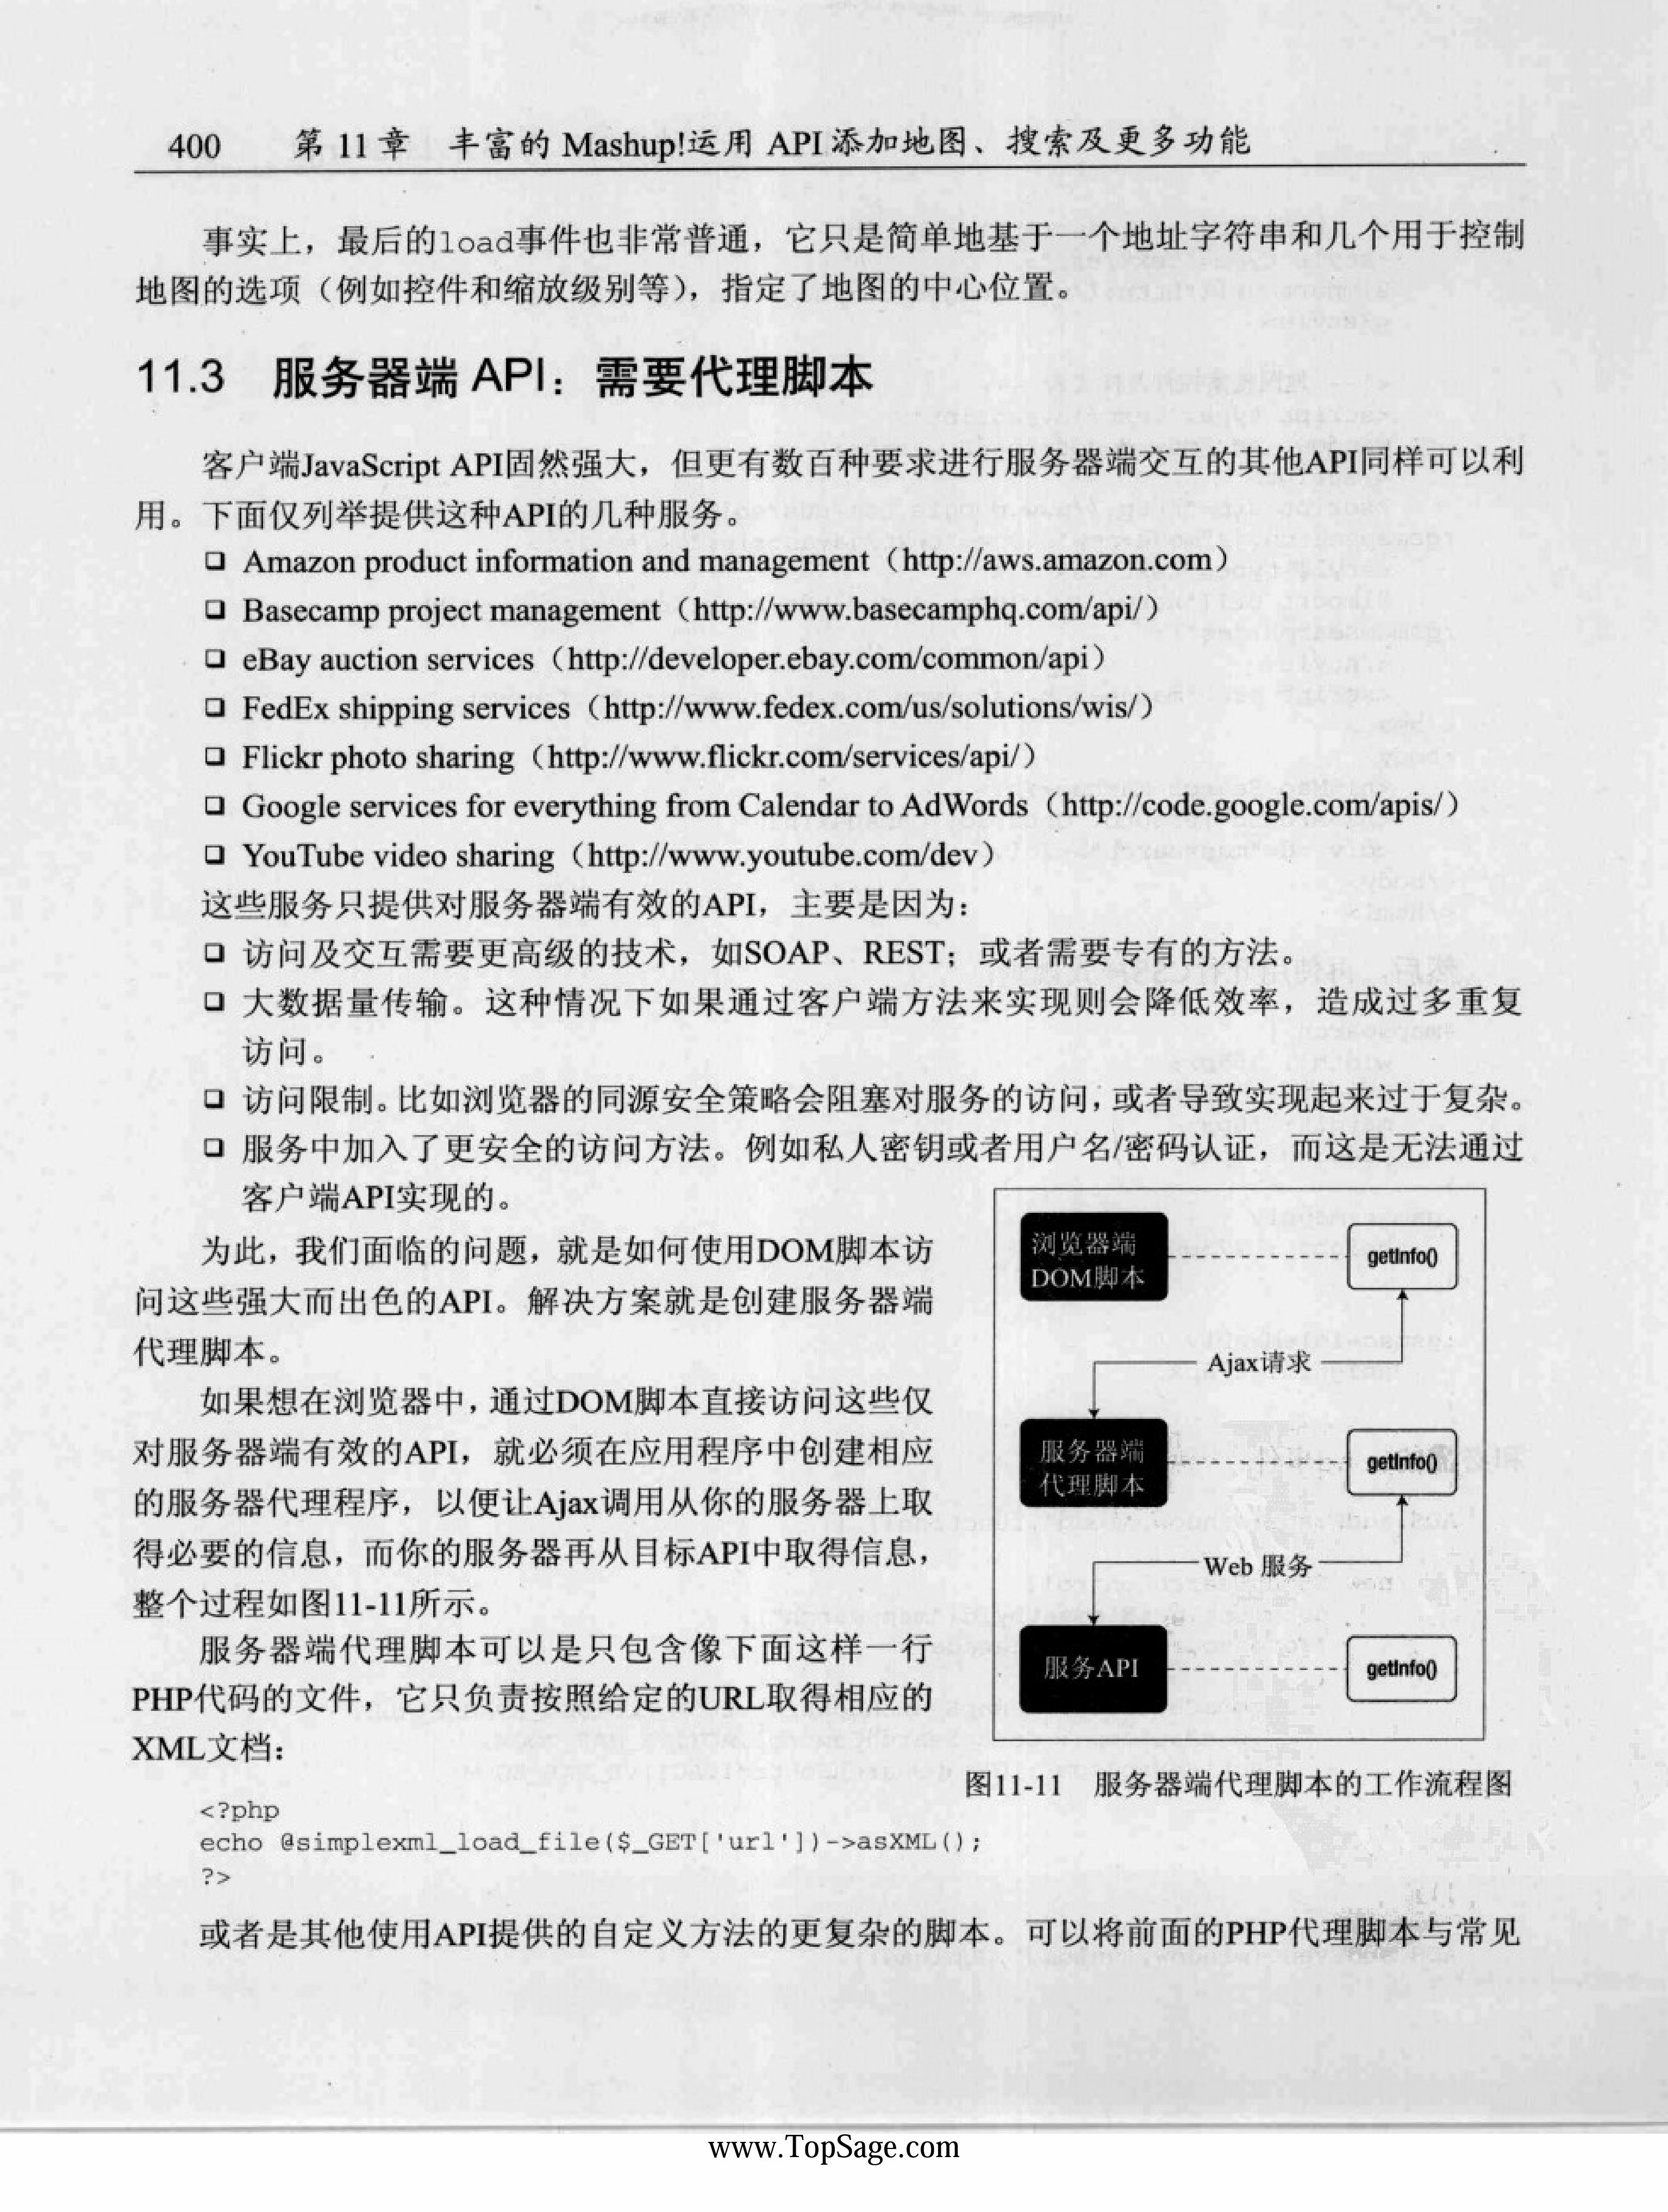 400 第 11 章 丰富的 Mashup!运用 API 添加地图、搜索及更多功能
事实上，最后的load事件也非常普通，它只是简单地基于一个地址字符串和几个用于控制
地图的选项（例如控件和缩放级别等），指定了地图的中心位置。
11.3 服务器端 API：需要代理脚本
客户端JavaScript API固然强大，但更有数百种要求进行服务器端交互的其他API同样可以利
用。下面仅列举提供这种API的几种服务。
❑ Amazon product information and management（http://aws.amazon.com）
❑ Basecamp project management（http://www.basecamphq.com/api/）
❑ eBay auction services（http://developer.ebay.com/common/api）
❑ FedEx shipping services（http://www.fedex.com/us/solutions/wis/）
❑ Flickr photo sharing（http://www.flickr.com/services/api/）
❑ Google services for everything from Calendar to AdWords（http://code.google.com/apis/）
❑ YouTube video sharing（http://www.youtube.com/dev）
这些服务只提供对服务器端有效的API，主要是因为：
❑ 访问及交互需要更高级的技术，如SOAP、REST；或者需要专有的方法。
❑ 大数据量传输。这种情况下如果通过客户端方法来实现则会降低效率，造成过多重复
访问。
❑ 访问限制。比如浏览器的同源安全策略会阻塞对服务的访问，或者导致实现起来过于复杂。
❑ 服务中加入了更安全的访问方法。例如私人密钥或者用户名/密码认证，而这是无法通过
客户端API实现的。
为此，我们面临的问题，就是如何使用DOM脚本访
问这些强大而出色的API。解决方案就是创建服务器端
代理脚本。
如果想在浏览器中，通过DOM脚本直接访问这些仅
对服务器端有效的API，就必须在应用程序中创建相应
的服务器代理程序，以便让Ajax调用从你的服务器上取
得必要的信息，而你的服务器再从目标API中取得信息，
整个过程如图11-11所示。
服务器端代理脚本可以是只包含像下面这样一行
PHP代码的文件，它只负责按照给定的URL取得相应的
XML文档：
浏览器端
DOM脚本
getInfo()
Ajax请求
服务器端
代理脚本
getInfo()
Web 服务
服务API
getInfo()
图11-11 服务器端代理脚本的工作流程图
<?php
echo @simplexml_load_file($_GET['url'])->asXML();
?>
或者是其他使用API提供的自定义方法的更复杂的脚本。可以将前面的PHP代理脚本与常见
www.TopSage.com